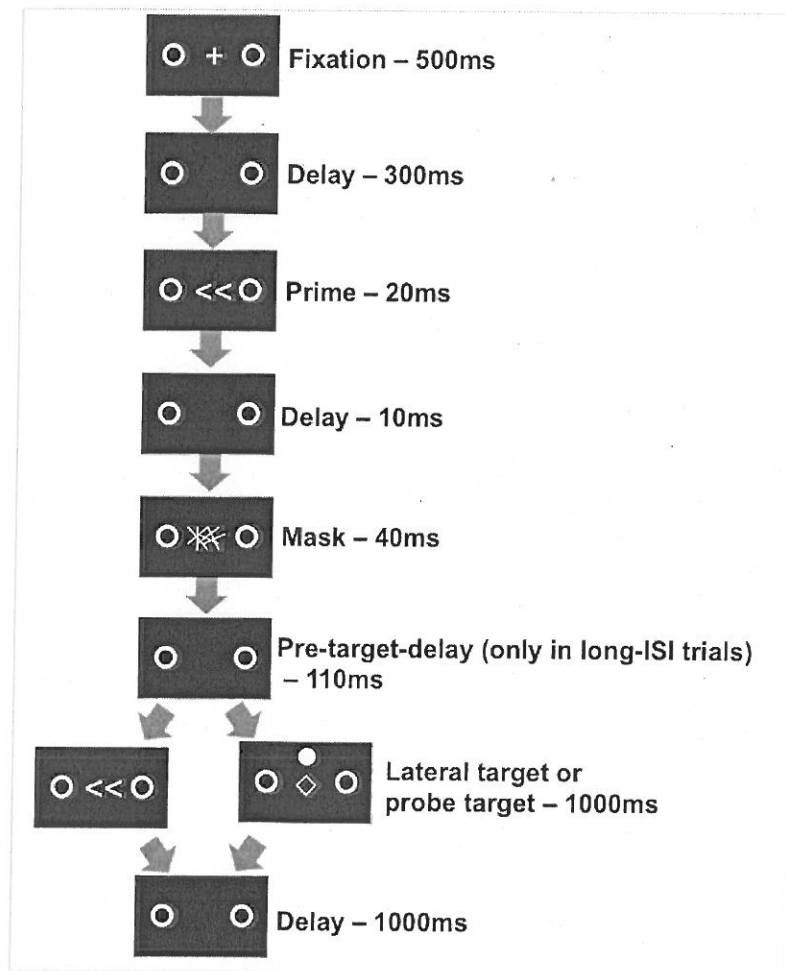 Fixation – 500ms
Delay – 300ms
<< Prime – 20ms
Delay – 10ms
Mask – 40ms
Pre-target-delay (only in long-ISI trials)
– 110ms
<<
Lateral target or
probe target – 1000ms
Delay – 1000ms